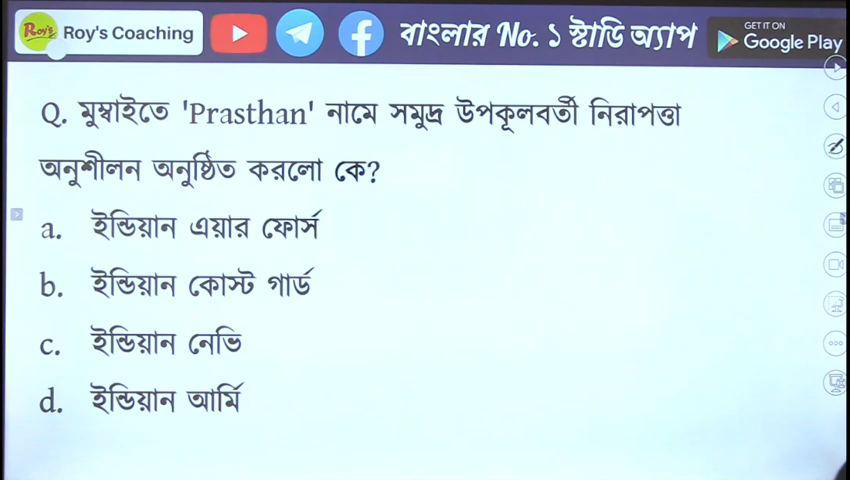 Roy's Roy's Coaching বাংলার No. ১ স্টাডি অ্যাপ GET IT ON Google Play
Q. মুম্বাইতে 'Prasthan' নামে সমুদ্র উপকূলবর্তী নিরাপত্তা
অনুশীলন অনুষ্ঠিত করলো কে?
a. ইন্ডিয়ান এয়ার ফোর্স
b. ইন্ডিয়ান কোস্ট গার্ড
c. ইন্ডিয়ান নেভি
d. ইন্ডিয়ান আর্মি